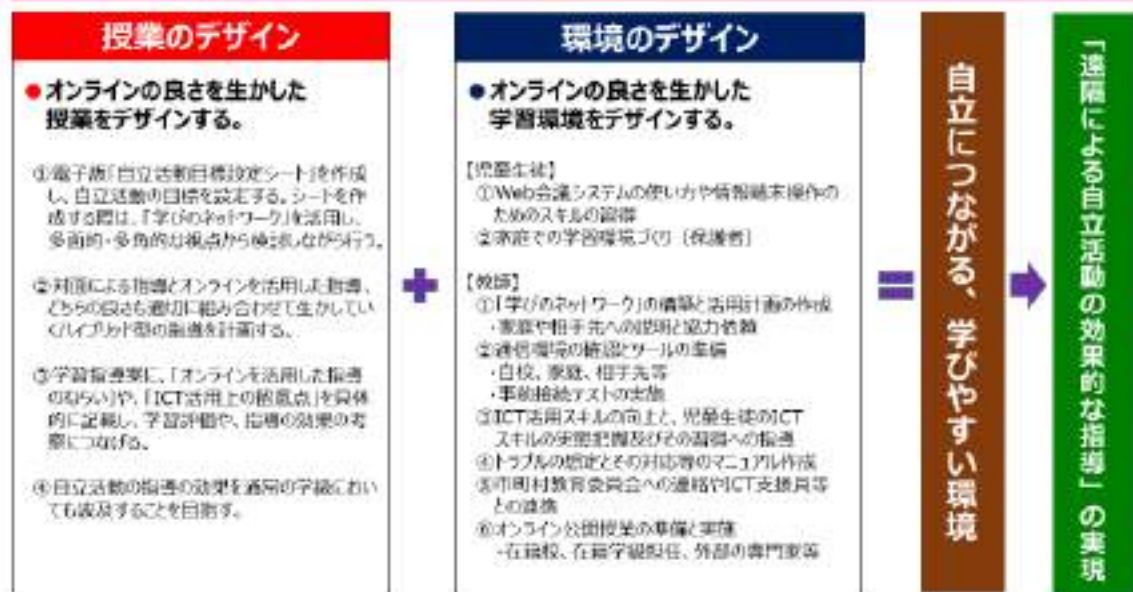 授業のデザイン
●オンラインの良さを生かした
授業をデザインする。
①電子版「自立活動目標設定シート」を作成
し、自立活動の目標を設定する。シートを作
成する際は、「学びのネットワーク」を活用し、
多面的・多角的な視点から検討しながら行う。
②対面による指導とオンラインを活用した指導、
どちらの良さも適切に組み合わせて生かしてい
くハイブリッド型の指導を計画する。
③学習指導案に、「オンラインを活用した指導
のねらい」や、「ICT活用上の留意点」を具体
的に記載し、学習評価や、指導の効果の考
察につなげる。
④自立活動の指導の効果を通常の学級におい
ても波及することを目指す。
+
環境のデザイン
●オンラインの良さを生かした
学習環境をデザインする。
【児童生徒】
①Web会議システムの使い方や情報端末操作の
ためのスキルの習得
②家庭での学習環境づくり（保護者）
【教師】
①「学びのネットワーク」の構築と活用計画の作成
・家庭や相手先への説明と協力依頼
②通信環境の確認とツールの準備
・自校、家庭、相手先等
・事前接続テストの実施
③ICT活用スキルの向上と、児童生徒のICT
スキルの実態把握及びその習得への指導
④トラブルの想定とその対応等のマニュアル作成
⑤市町村教育委員会への連絡やICT支援員等
との連携
⑥オンライン公開授業の準備と実施
・在籍校、在籍学級担任、外部の専門家等
=
自立につながる、学びやすい環境
「遠隔による自立活動の効果的な指導」の実現